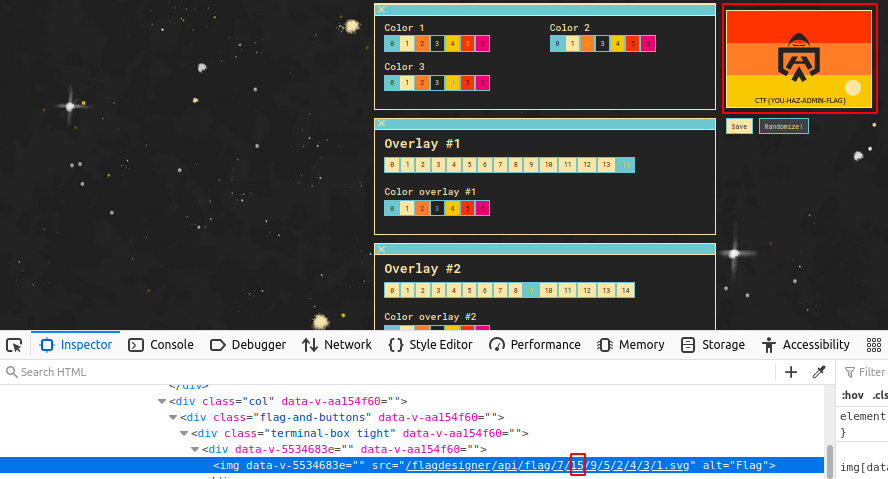 Color 1
0 1 2 3 4 5 6
Color 2
0 1 2 3 4 5 6
Color 3
0 1 2 3 4 5 6
CTF{YOU-HAZ-ADMIN-FLAG}
Save Randomize!
Overlay #1
0 1 2 3 4 5 6 7 8 9 10 11 12 13 14
Color overlay #1
0 1 2 3 4 5 6
Overlay #2
0 1 2 3 4 5 6 7 8 9 10 11 12 13 14
Color overlay #2
Inspector Console Debugger Network Style Editor Performance Memory Storage Accessibility
Search HTML
Filter
</div>
<div class="col" data-v-aa154f60="">
:hov .cls
<div class="flag-and-buttons" data-v-aa154f60="">
element
<div class="terminal-box tight" data-v-aa154f60="">
}
<div data-v-5534683e="" data-v-aa154f60="">
<img data-v-5534683e="" src="/flagdesigner/api/flag/7/15/9/5/2/4/3/1.svg" alt="Flag">
img[data